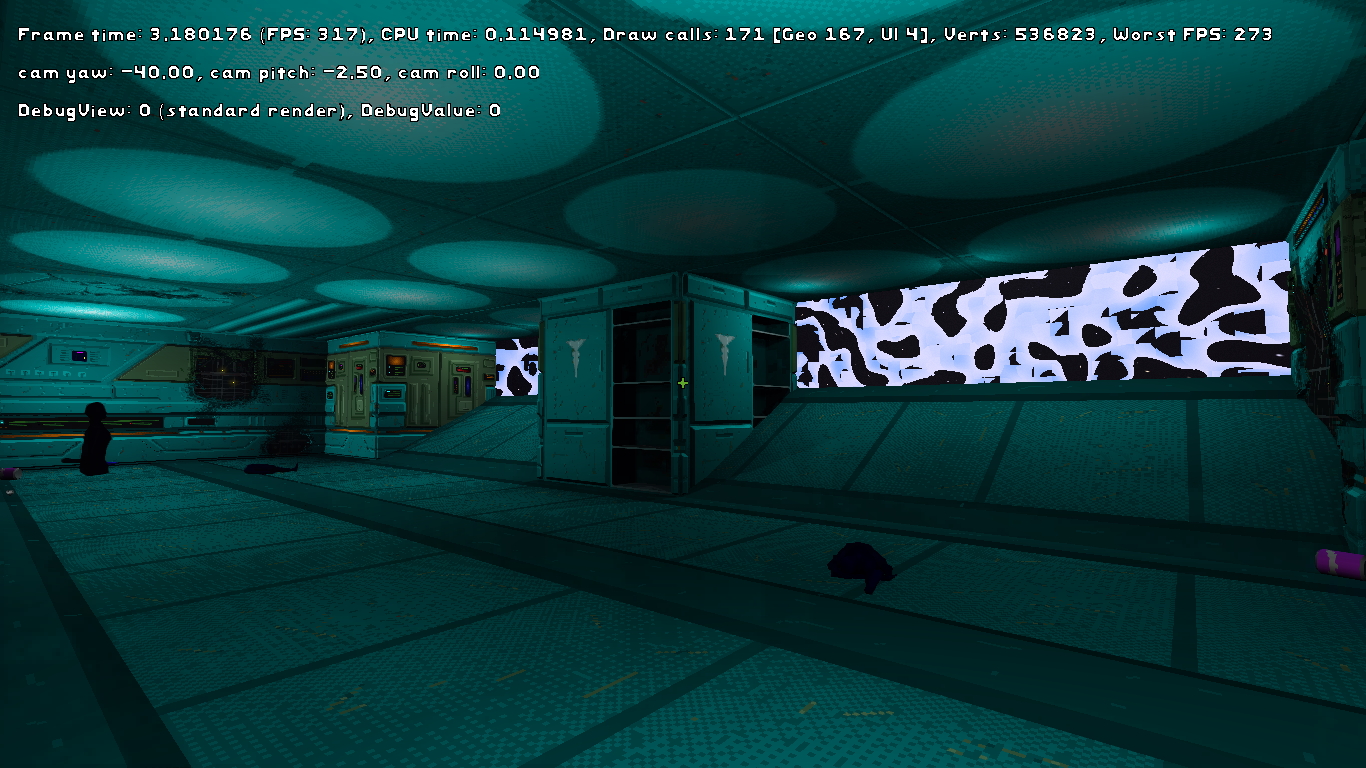 Frame time: 3.180176 (FPS: 317), CPU time: 0.114981, Draw calls: 171 [Geo 167, UI 4], Verts: 536823, Worst FPS: 273
cam yaw: -40.00, cam pitch: -2.50, cam roll: 0.00
DebugView: 0 (standard render), DebugValue: 0